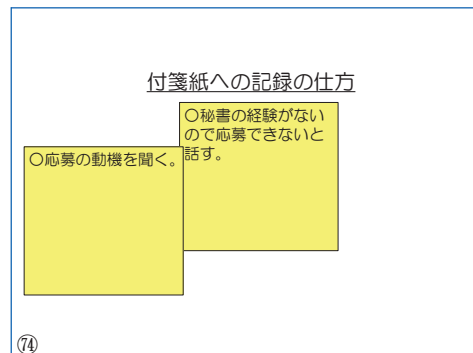 付箋紙への記録の仕方
○秘書の経験がない
ので応募できないと
話す。
○応募の動機を聞く。
㊹